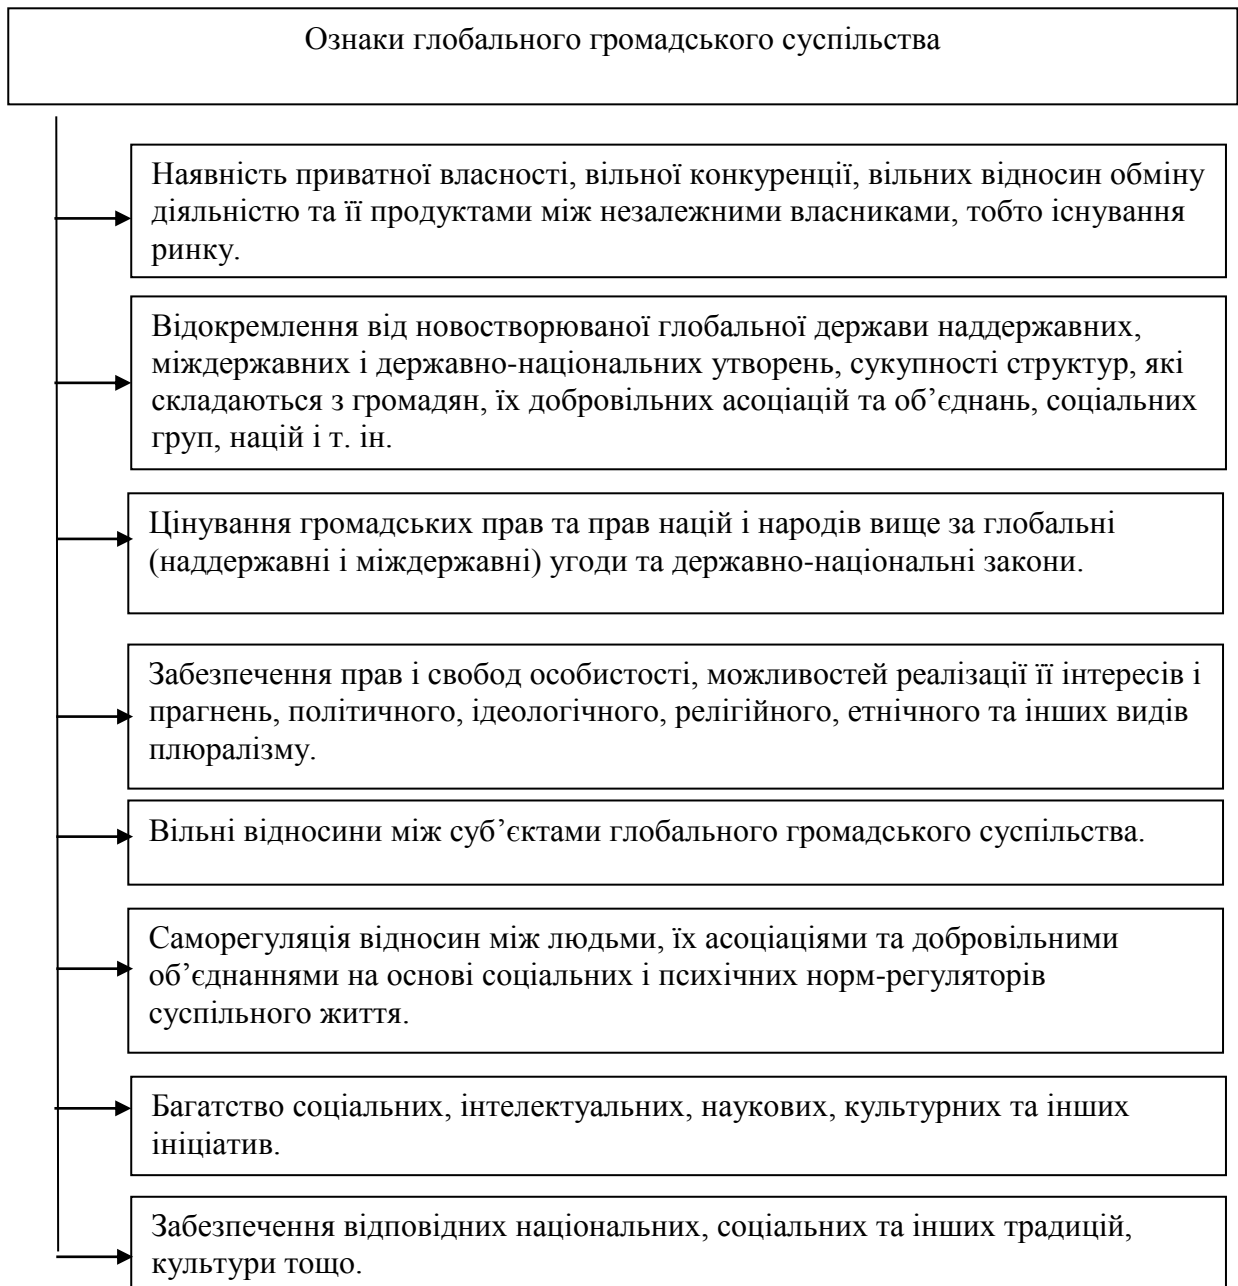 Ознаки глобального громадського суспільства
Наявність приватної власності, вільної конкуренції, вільних відносин обміну
діяльністю та її продуктами між незалежними власниками, тобто існування
ринку.
Відокремлення від новостворюваної глобальної держави наддержавних,
міждержавних і державно-національних утворень, сукупності структур, які
складаються з громадян, їх добровільних асоціацій та об’єднань, соціальних
груп, націй і т. ін.
Цінування громадських прав та прав націй і народів вище за глобальні
(наддержавні і міждержавні) угоди та державно-національні закони.
Забезпечення прав і свобод особистості, можливостей реалізації її інтересів і
прагнень, політичного, ідеологічного, релігійного, етнічного та інших видів
плюралізму.
Вільні відносини між суб’єктами глобального громадського суспільства.
Саморегуляція відносин між людьми, їх асоціаціями та добровільними
об’єднаннями на основі соціальних і психічних норм-регуляторів
суспільного життя.
Багатство соціальних, інтелектуальних, наукових, культурних та інших
ініціатив.
Забезпечення відповідних національних, соціальних та інших традицій,
культури тощо.